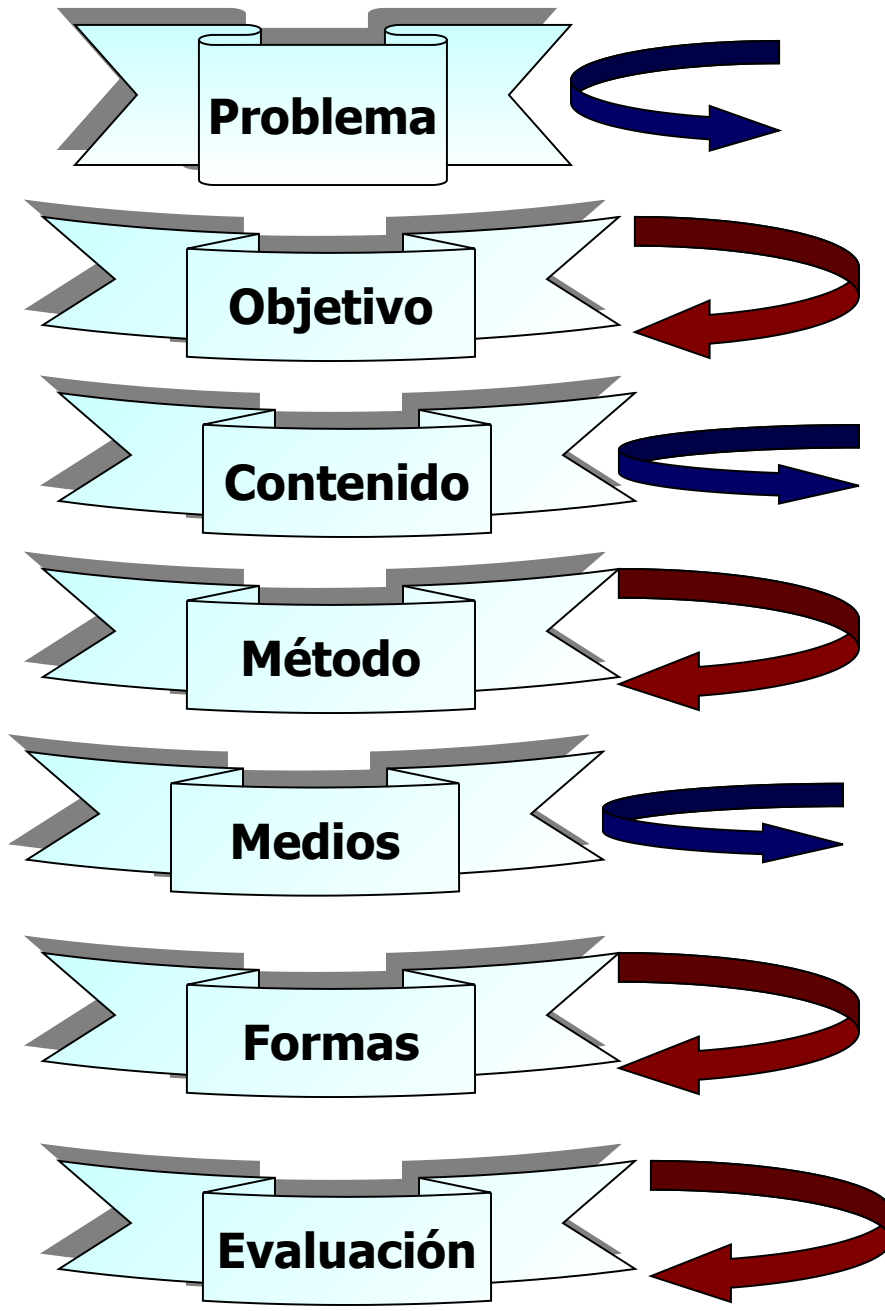 Problema
Objetivo
Contenido
Método
Medios
Formas
Evaluación